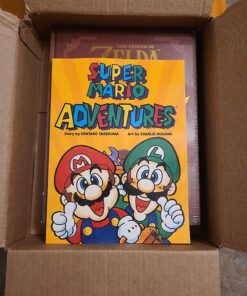 THE LEGEND OF
ZELDA
SUPER
MARIO
ADVENTURES
Story by KENTARO TAKEKUMA Art by CHARLIE NOZAWA